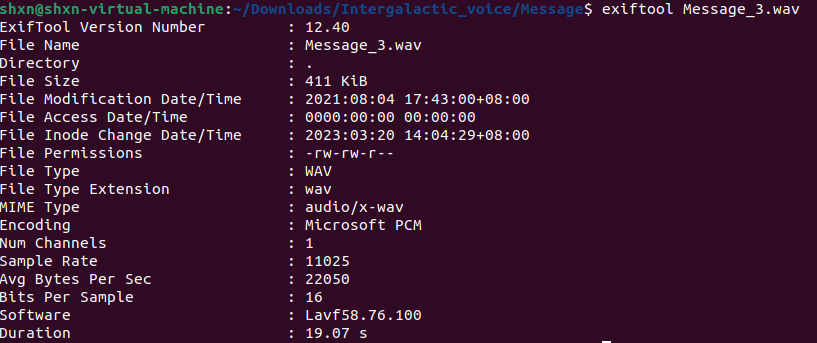 shxn@shxn-virtual-machine:~/Downloads/Intergalactic_voice/Message$ exiftool Message_3.wav
ExifTool Version Number : 12.40
File Name : Message_3.wav
Directory : .
File Size : 411 KiB
File Modification Date/Time : 2021:08:04 17:43:00+08:00
File Access Date/Time : 0000:00:00 00:00:00
File Inode Change Date/Time : 2023:03:20 14:04:29+08:00
File Permissions : -rw-rw-r--
File Type : WAV
File Type Extension : wav
MIME Type : audio/x-wav
Encoding : Microsoft PCM
Num Channels : 1
Sample Rate : 11025
Avg Bytes Per Sec : 22050
Bits Per Sample : 16
Software : Lavf58.76.100
Duration : 19.07 s